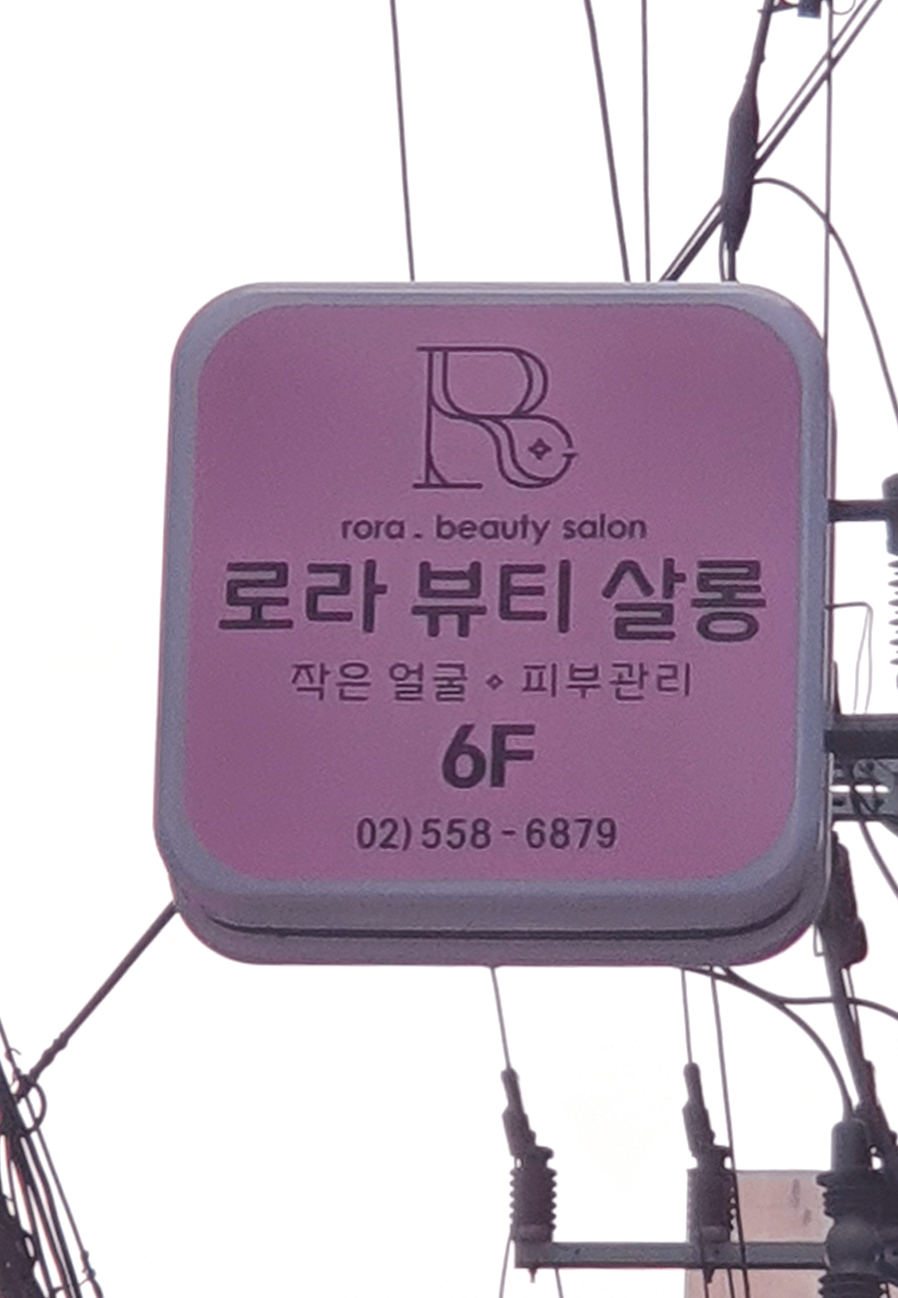 R
rora. beauty salon
로라 뷰티 살롱
작은 얼굴 ⋄ 피부관리
6F
02) 558-6879